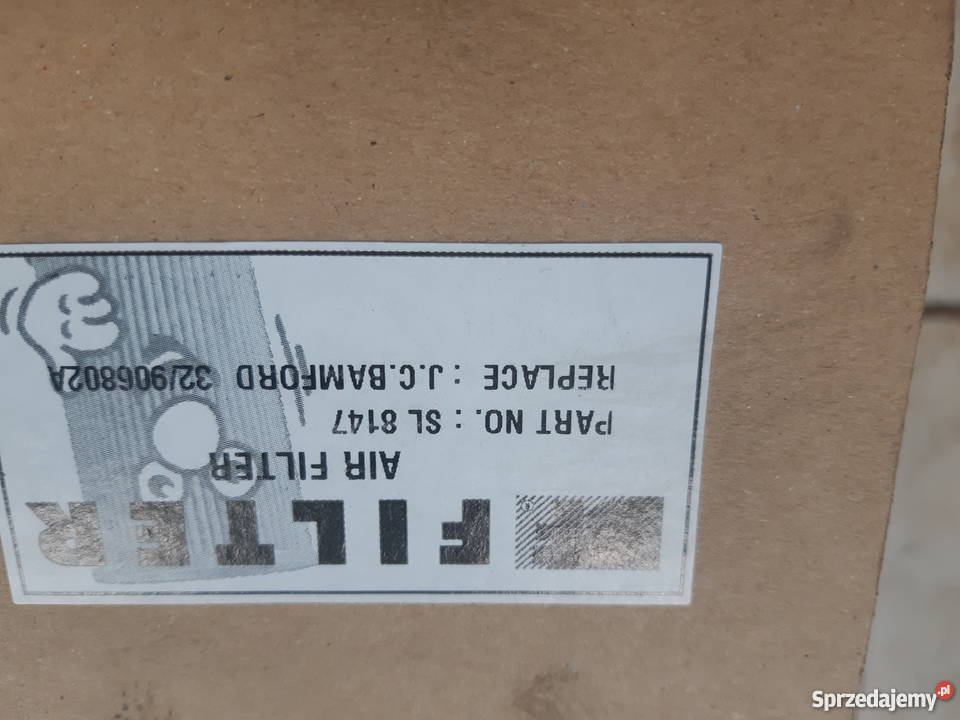 FILTER
AIR FILTER
PART NO. : SL 8147
REPLACE : J.C.BAMFORD 32/906802A
Sprzedajemy.pl